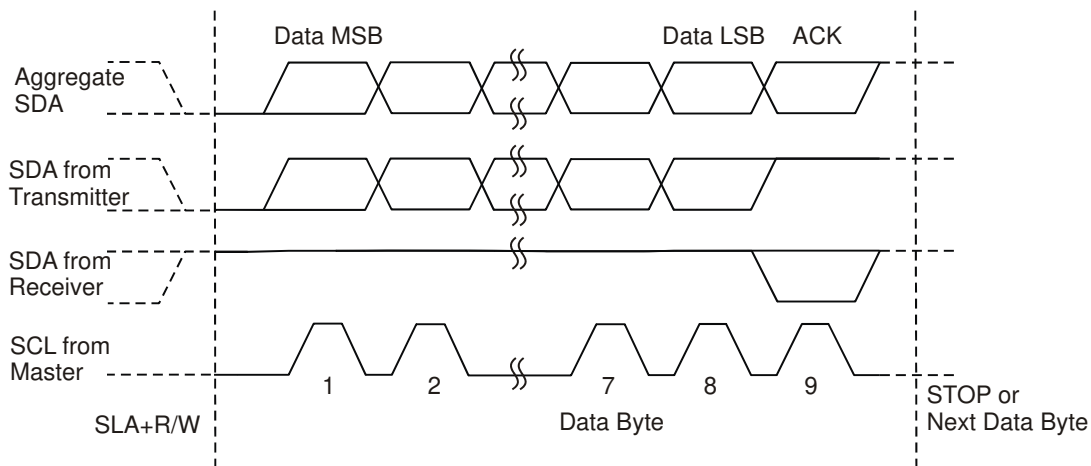 Data MSB
Data LSB
ACK
Aggregate
SDA
SDA from
Transmitter
SDA from
Receiver
SCL from
Master
1
2
7
8
9
SLA+R/W
Data Byte
STOP or
Next Data Byte